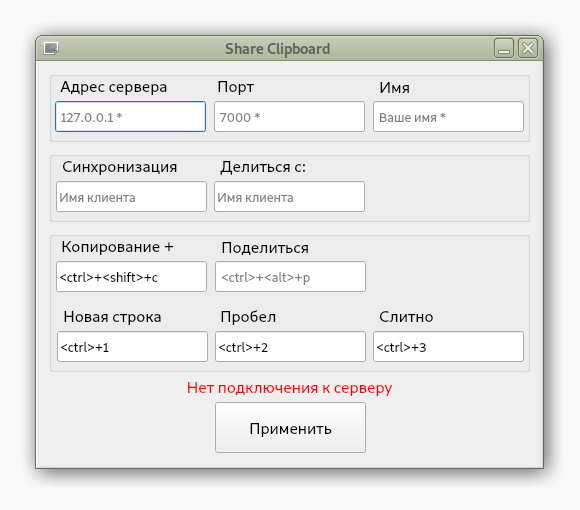 Share Clipboard
Адрес сервера Порт Имя
127.0.0.1 * 7000 * Ваше имя *
Синхронизация Делиться с:
Имя клиента Имя клиента
Копирование + Поделиться
<ctrl>+<shift>+c <ctrl>+<alt>+p
Новая строка Пробел Слитно
<ctrl>+1 <ctrl>+2 <ctrl>+3
Нет подключения к серверу
Применить